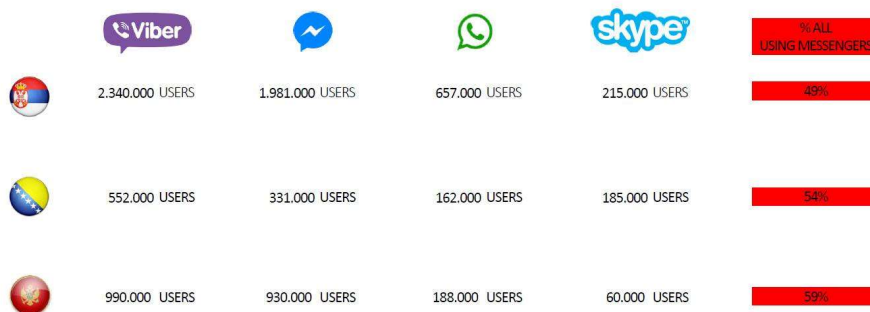 Viber skype™ % ALL
USING MESSENGERS
2.340.000 USERS 1.981.000 USERS 657.000 USERS 215.000 USERS 49%
552.000 USERS 331.000 USERS 162.000 USERS 185.000 USERS 54%
990.000 USERS 930.000 USERS 188.000 USERS 60.000 USERS 59%